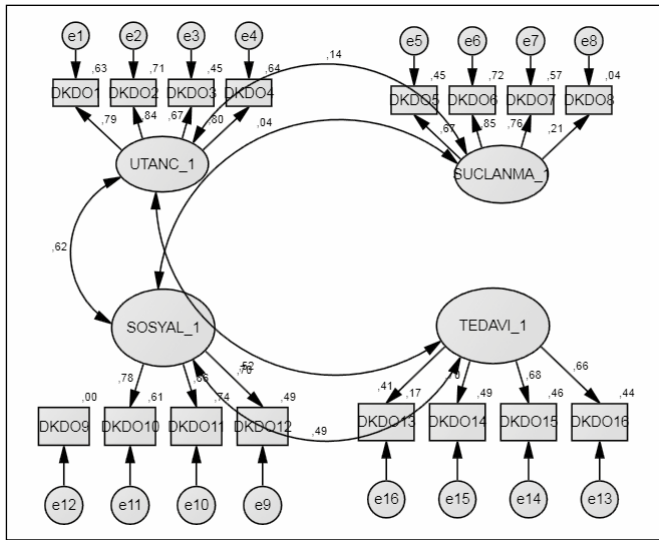 e1 e2 e3 e4 e5 e6 e7 e8
,63 ,71 ,45 ,64 ,14 ,45 ,72 ,57 ,04
DKDO1 DKDO2 DKDO3 DKDO4 DKDO5 DKDO6 DKDO7 DKDO8
,79 ,84 ,67 ,80 ,04 ,67 ,85 ,76 ,21
UTANC_1 SUCLANMA_1
,62
SOSYAL_1 TEDAVI_1
,78 ,70 ,41 ,68 ,66
,00 ,61 ,74 ,49 ,17 ,49 ,46 ,44
DKDO9 DKDO10 DKDO11 DKDO12 ,49 DKDO13 DKDO14 DKDO15 DKDO16
e12 e11 e10 e9 e16 e15 e14 e13